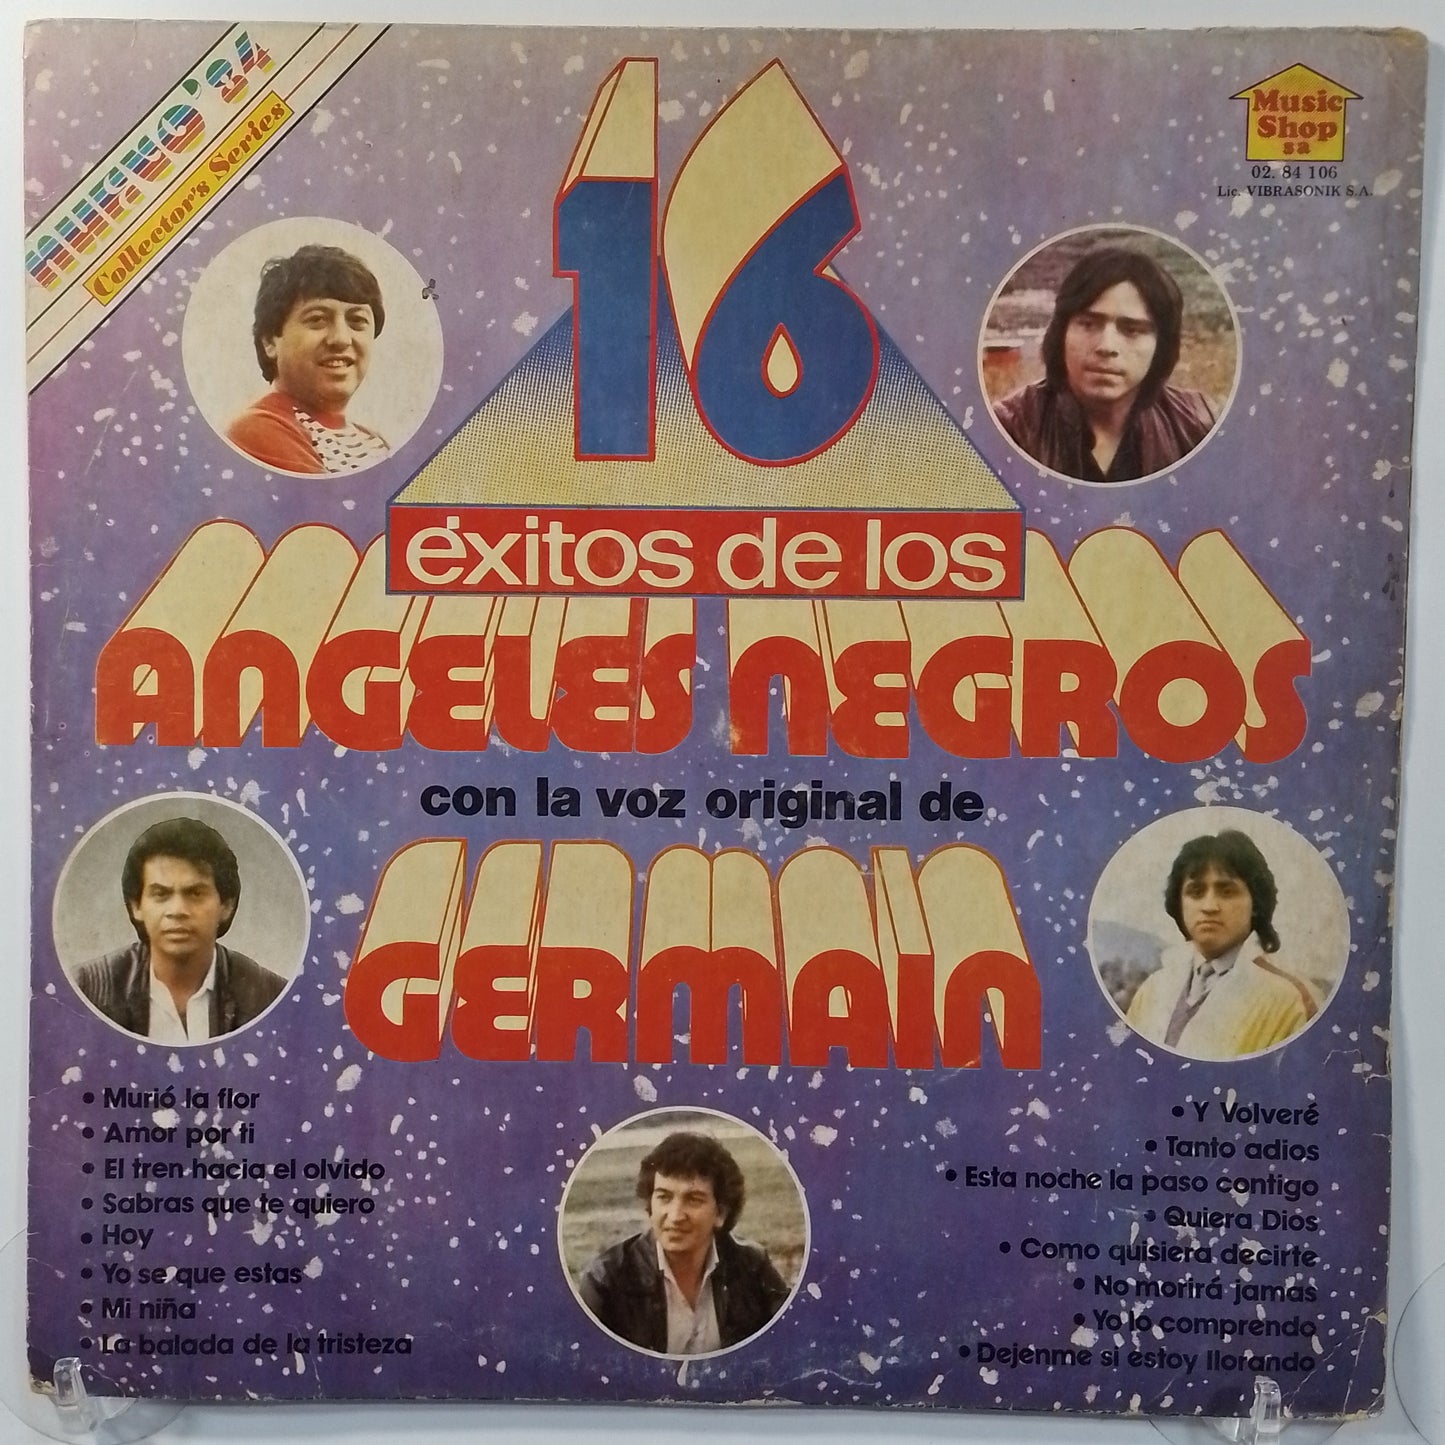 MUNDO'84
Collector's Series
Music
Shop
sa
02. 84 106
Lic. VIBRASONIK S.A.
16
éxitos de los
ANGELES NEGROS
con la voz original de
GERMAIN
• Murió la flor
• Amor por ti
• El tren hacia el olvido
• Sabras que te quiero
• Hoy
• Yo se que estas
• Mi niña
• La balada de la tristeza
• Y Volveré
• Tanto adios
• Esta noche la paso contigo
• Quiera Dios
• Como quisiera decirte
• No morirá jamas
• Yo lo comprendo
• Dejenme si estoy llorando